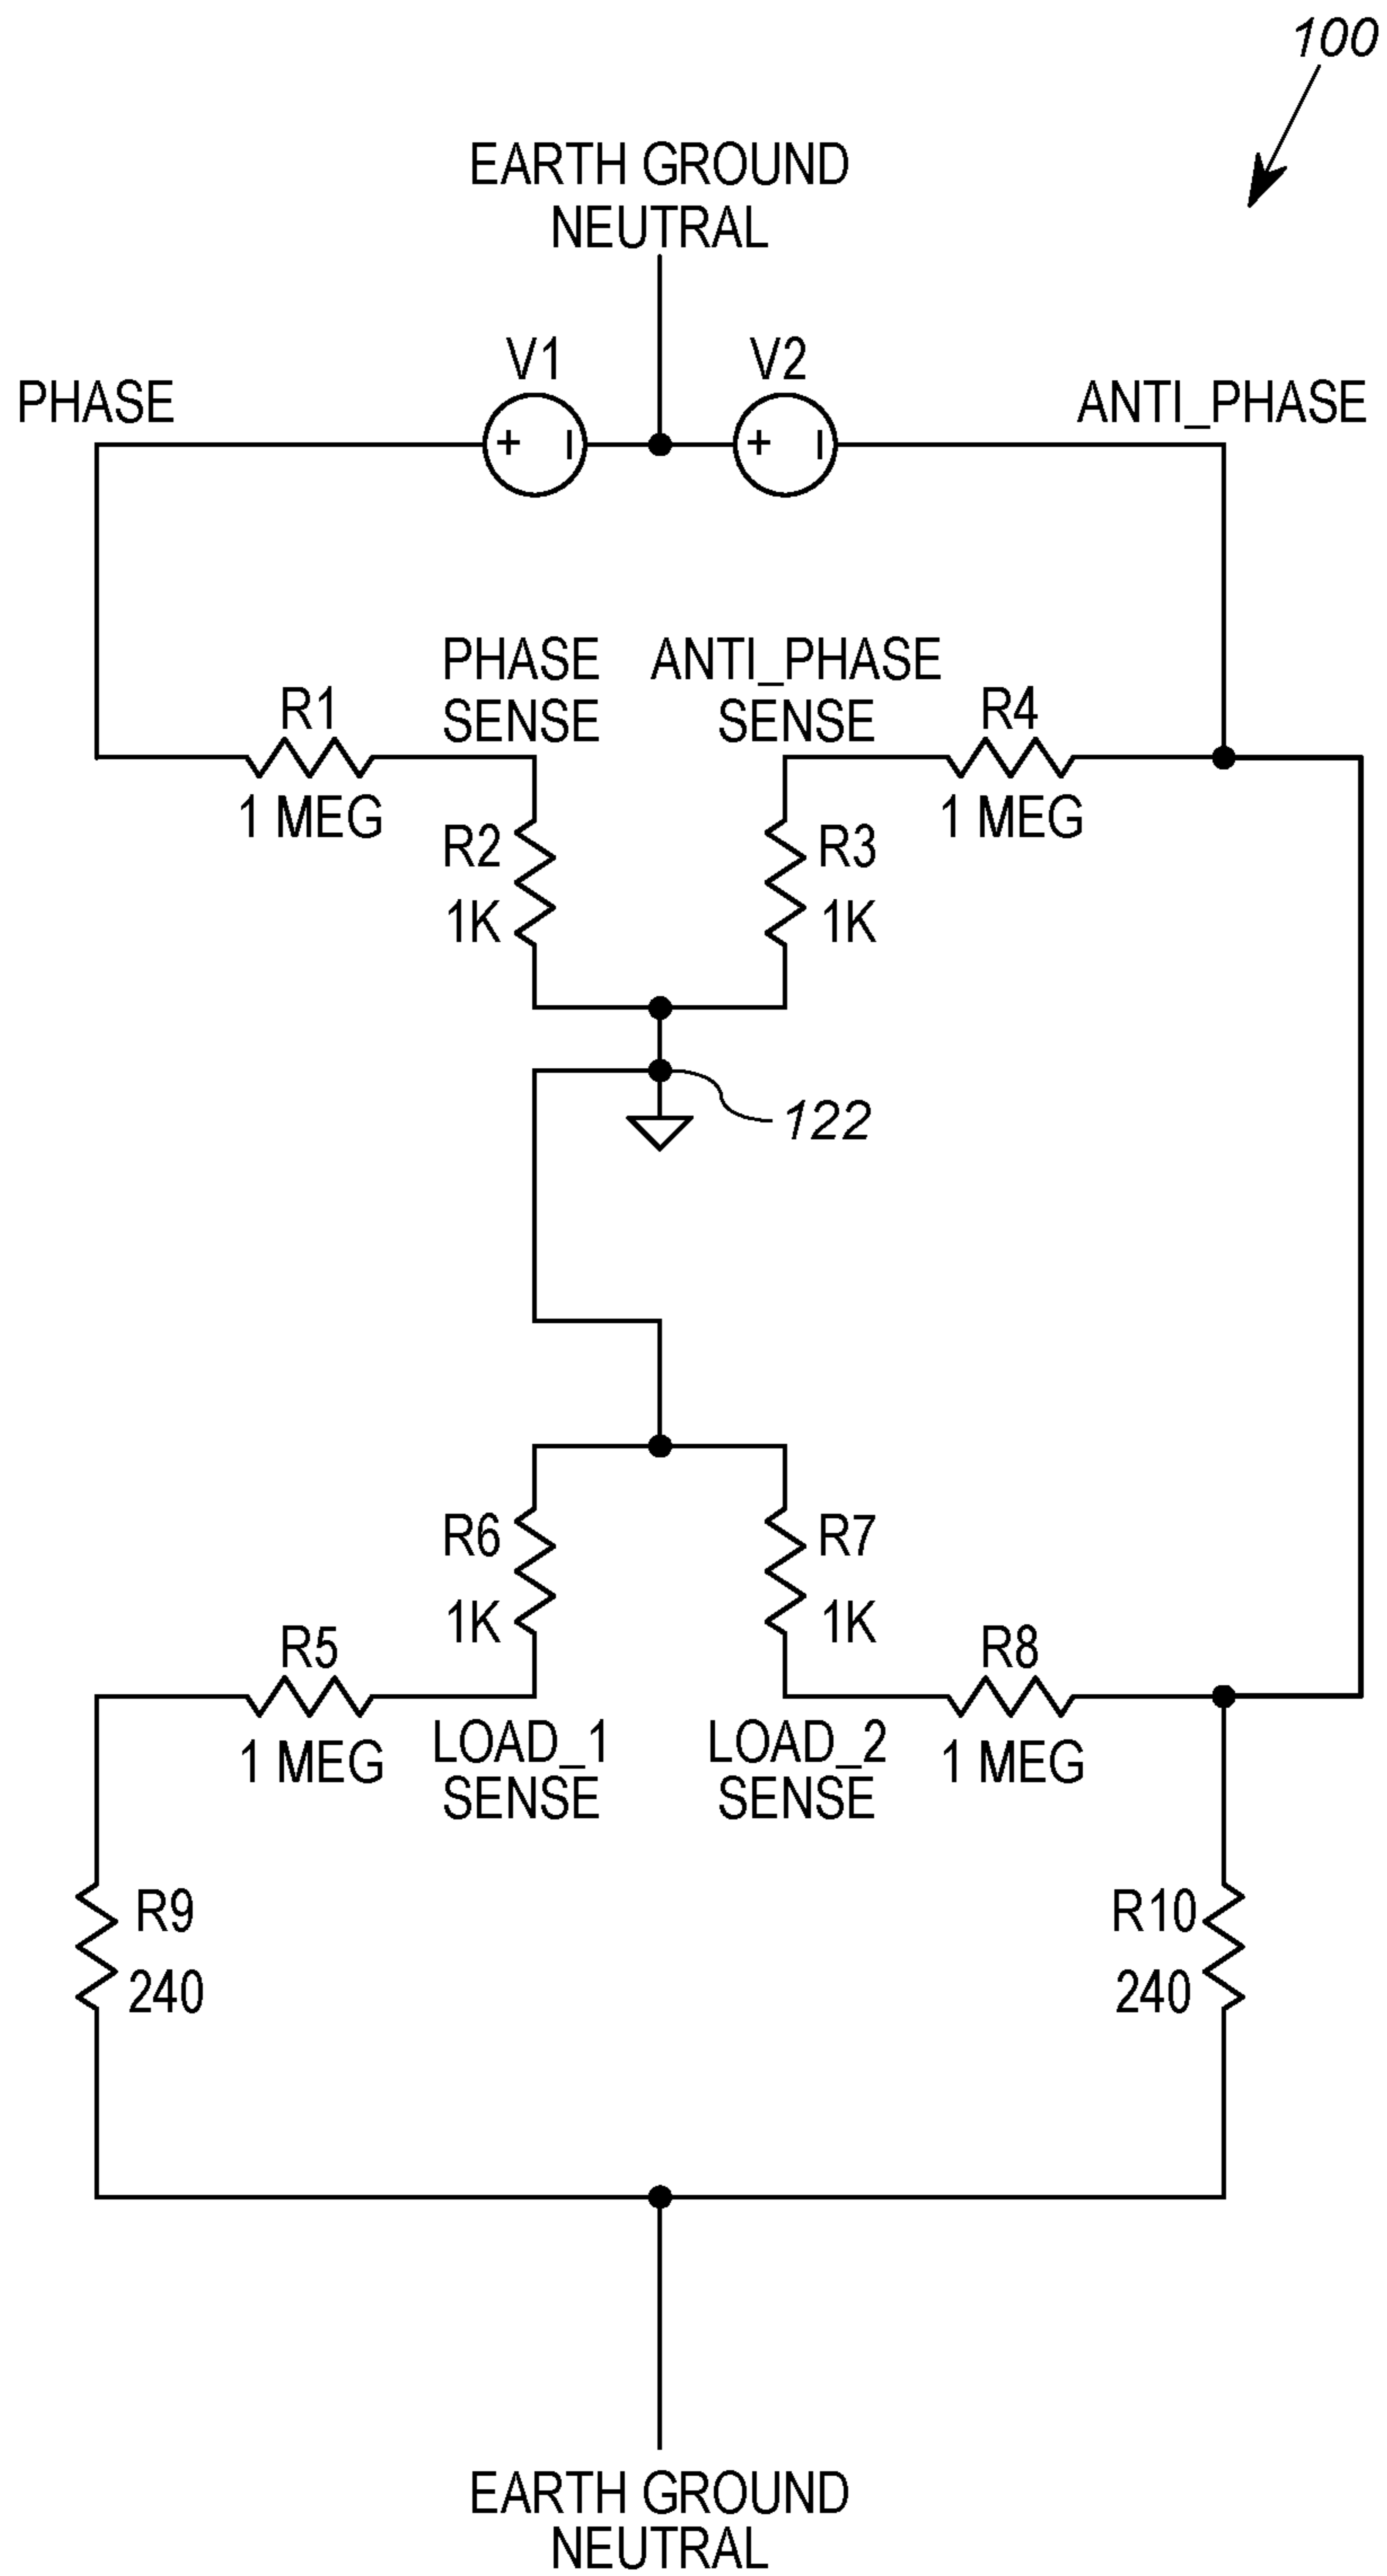 100
EARTH GROUND
NEUTRAL
V1
V2
PHASE
ANTI_PHASE
+ –
+ –
PHASE
SENSE
ANTI_PHASE
SENSE
R1
1 MEG
R4
1 MEG
R2
1K
R3
1K
122
R6
1K
R7
1K
R5
1 MEG
LOAD_1
SENSE
LOAD_2
SENSE
R8
1 MEG
R9
240
R10
240
EARTH GROUND
NEUTRAL